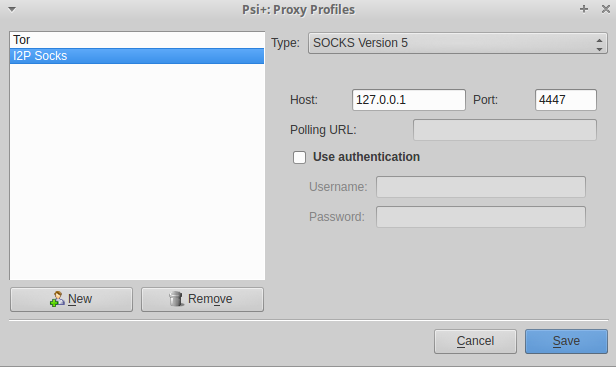 Psi+: Proxy Profiles
Tor
I2P Socks
Type: SOCKS Version 5
Host: 127.0.0.1 Port: 4447
Polling URL:
Use authentication
Username:
Password:
New Remove
Cancel Save